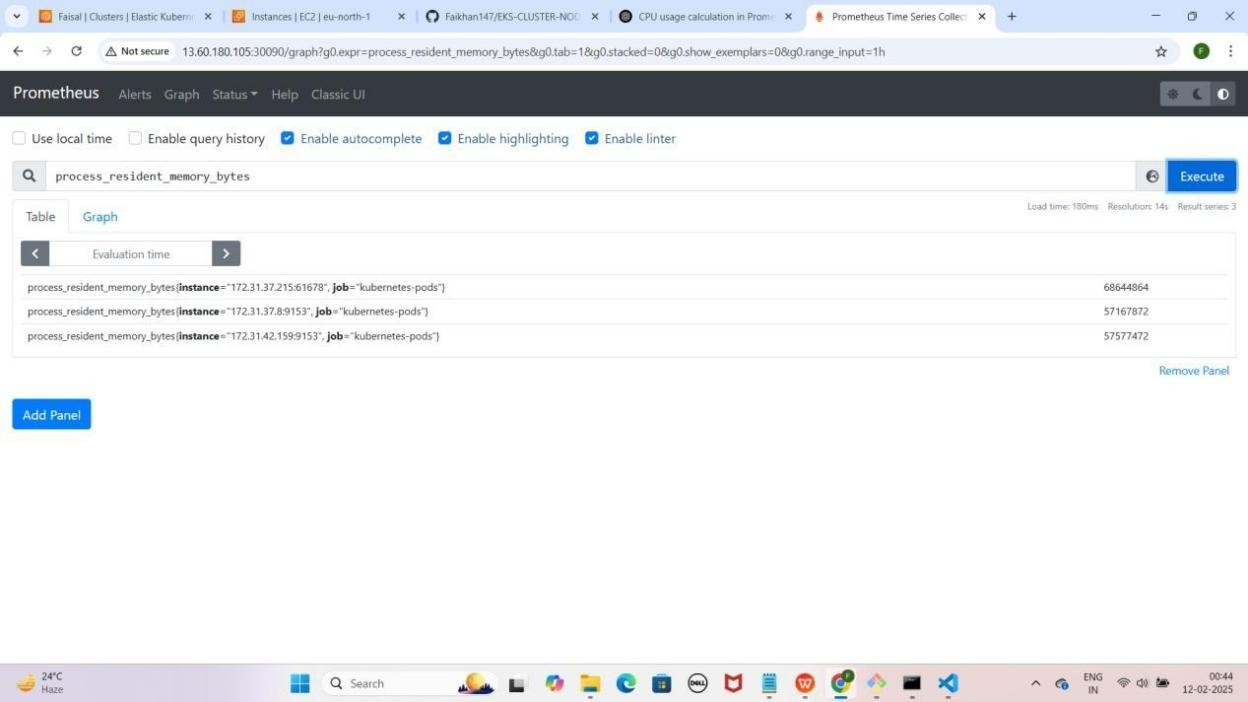 Faisal | Clusters | Elastic Kubern
Instances | EC2 | eu-north-1
Faikhan147/EKS-CLUSTER-NOD
CPU usage calculation in Prome
Prometheus Time Series Collect
Not secure
13.60.180.105:30090/graph?g0.expr=process_resident_memory_bytes&g0.tab=1&g0.stacked=0&g0.show_exemplars=0&g0.range_input=1h
F
Prometheus Alerts Graph Status Help Classic UI
Use local time Enable query history Enable autocomplete Enable highlighting Enable linter
process_resident_memory_bytes
Execute
Table Graph
Load time: 180ms Resolution: 14s Result series: 3
Evaluation time
process_resident_memory_bytes{instance="172.31.37.215:61678", job="kubernetes-pods"} 68644864
process_resident_memory_bytes{instance="172.31.37.8:9153", job="kubernetes-pods"} 57167872
process_resident_memory_bytes{instance="172.31.42.159:9153", job="kubernetes-pods"} 57577472
Remove Panel
Add Panel
24°C
Haze
Search
DELL
F
ENG
IN
00:44
12-02-2025